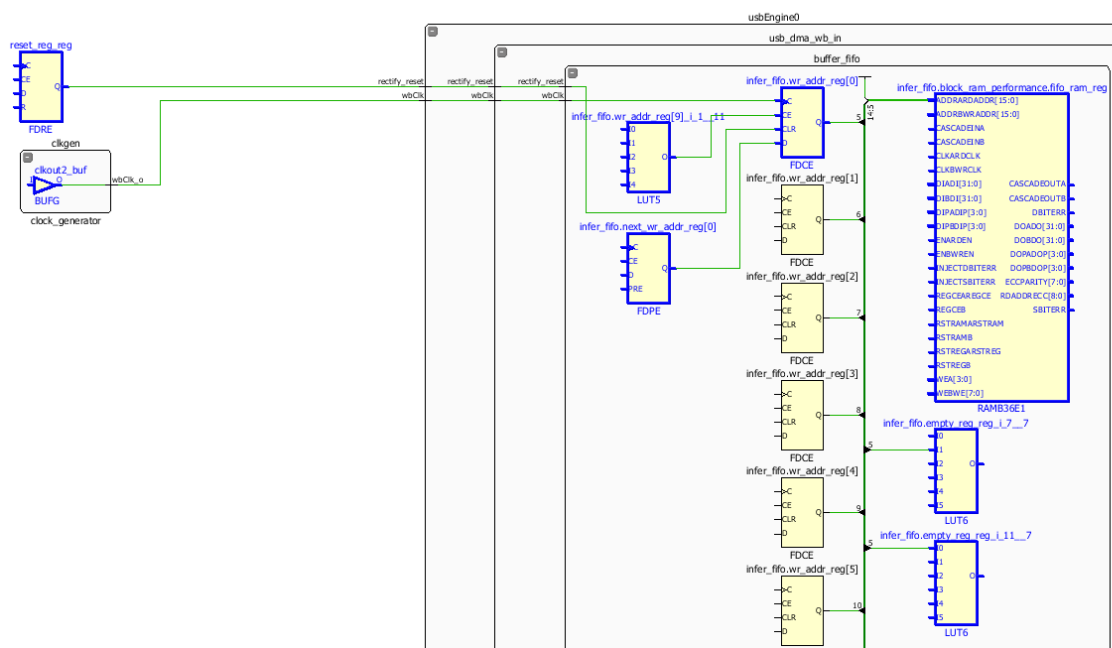 usbEngine0
usb_dma_wb_in
buffer_fifo
reset_reg_reg
C
CE
D
R
Q
FDRE
rectify_reset
rectify_reset
rectify_reset
wbClk
wbClk
wbClk
clkgen
clkout2_buf
I
O
BUFG
wbClk_o
clock_generator
infer_fifo.wr_addr_reg[9]_i_1__11
I0
I1
I2
I3
I4
O
LUT5
infer_fifo.next_wr_addr_reg[0]
C
CE
D
PRE
Q
FDPE
infer_fifo.wr_addr_reg[0]
C
CE
CLR
D
Q
5
FDCE
infer_fifo.wr_addr_reg[1]
C
CE
CLR
D
Q
6
FDCE
infer_fifo.wr_addr_reg[2]
C
CE
CLR
D
Q
7
FDCE
infer_fifo.wr_addr_reg[3]
C
CE
CLR
D
Q
8
FDCE
infer_fifo.wr_addr_reg[4]
C
CE
CLR
D
Q
9
FDCE
infer_fifo.wr_addr_reg[5]
C
CE
CLR
D
Q
10
14:5
infer_fifo.block_ram_performance.fifo_ram_reg
ADDRARDADDR[15:0]
ADDRBWRADDR[15:0]
CASCADEINA
CASCADEINB
CLKARDCLK
CLKBWRCLK
DIADI[31:0] CASCADEOUTA
DIBDI[31:0] CASCADEOUTB
DIPADIP[3:0] DBITERR
DIPBDIP[3:0] DOADO[31:0]
ENARDEN DOBDO[31:0]
ENBWREN DOPADOP[3:0]
INJECTDBITERR DOPBDOP[3:0]
INJECTSBITERR ECCPARITY[7:0]
REGCEAREGCE RDADDRECC[8:0]
REGCEB SBITERR
RSTRAMARSTRAM
RSTRAMB
RSTREGARSTREG
RSTREGB
WEA[3:0]
WEBWE[7:0]
RAMB36E1
infer_fifo.empty_reg_reg_i_7__7
5
I0
I1
I2
I3
I4
I5
O
LUT6
infer_fifo.empty_reg_reg_i_11__7
5
I0
I1
I2
I3
I4
I5
O
LUT6